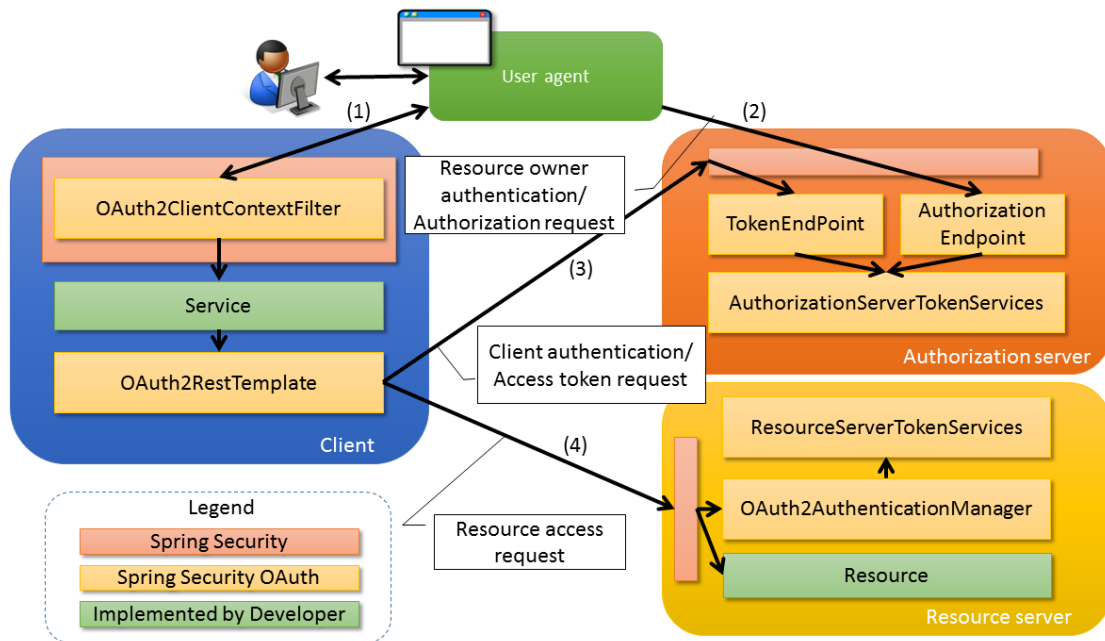 User agent
(1)
(2)
Resource owner
authentication/
Authorization request
OAuth2ClientContextFilter
TokenEndPoint
Authorization
Endpoint
(3)
Service
AuthorizationServerTokenServices
Client authentication/
Access token request
Authorization server
OAuth2RestTemplate
Client
(4)
ResourceServerTokenServices
OAuth2AuthenticationManager
Resource access
request
Resource
Resource server
Legend
Spring Security
Spring Security OAuth
Implemented by Developer